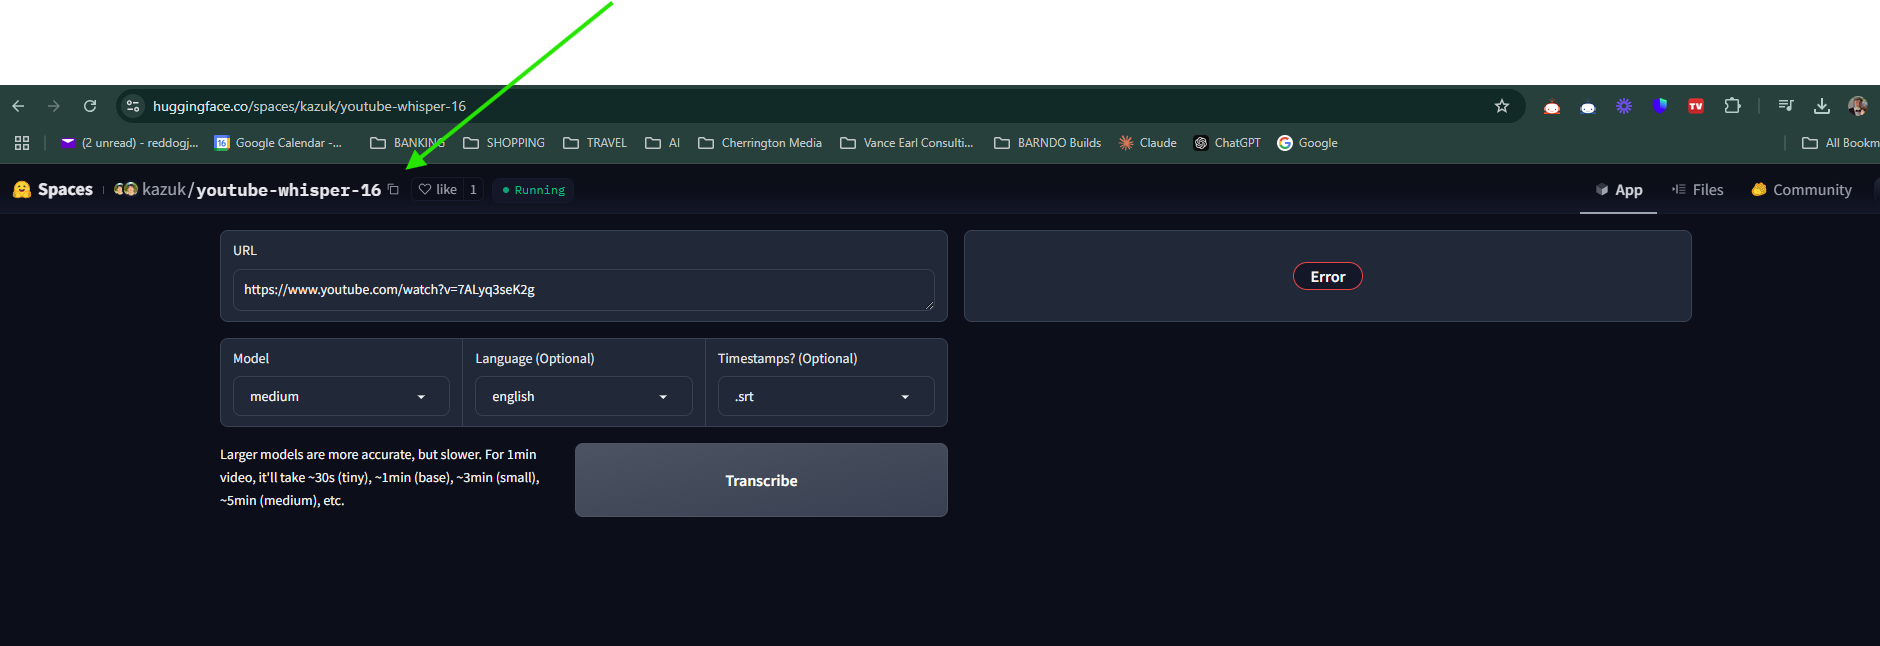 huggingface.co/spaces/kazuk/youtube-whisper-16
(2 unread) - reddogj... 16 Google Calendar -... BANKING SHOPPING TRAVEL AI Cherrington Media Vance Earl Consulti... BARNDO Builds Claude ChatGPT Google All Bookm
TV
Spaces kazuk/youtube-whisper-16 like 1 Running App Files Community
URL
https://www.youtube.com/watch?v=7ALyq3seK2g
Error
Model Language (Optional) Timestamps? (Optional)
medium english .srt
Larger models are more accurate, but slower. For 1min
video, it'll take ~30s (tiny), ~1min (base), ~3min (small),
~5min (medium), etc.
Transcribe